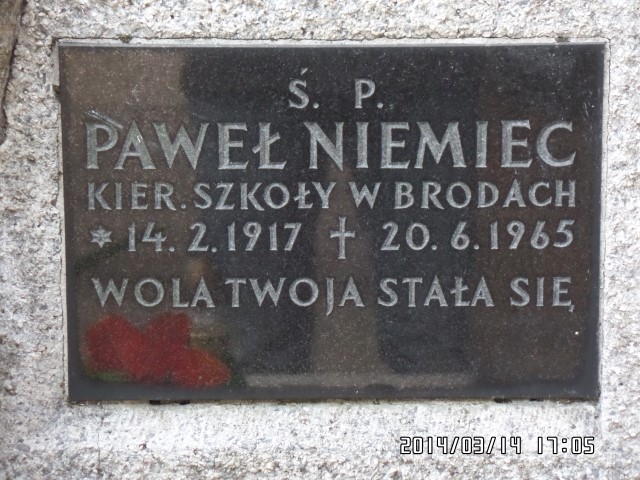 Ś. P.
PAWEŁ NIEMIEC
KIER. SZKOŁY W BRODACH
* 14. 2. 1917 † 20. 6. 1965
WOLA TWOJA STAŁA SIĘ
2014/03/14 17:05